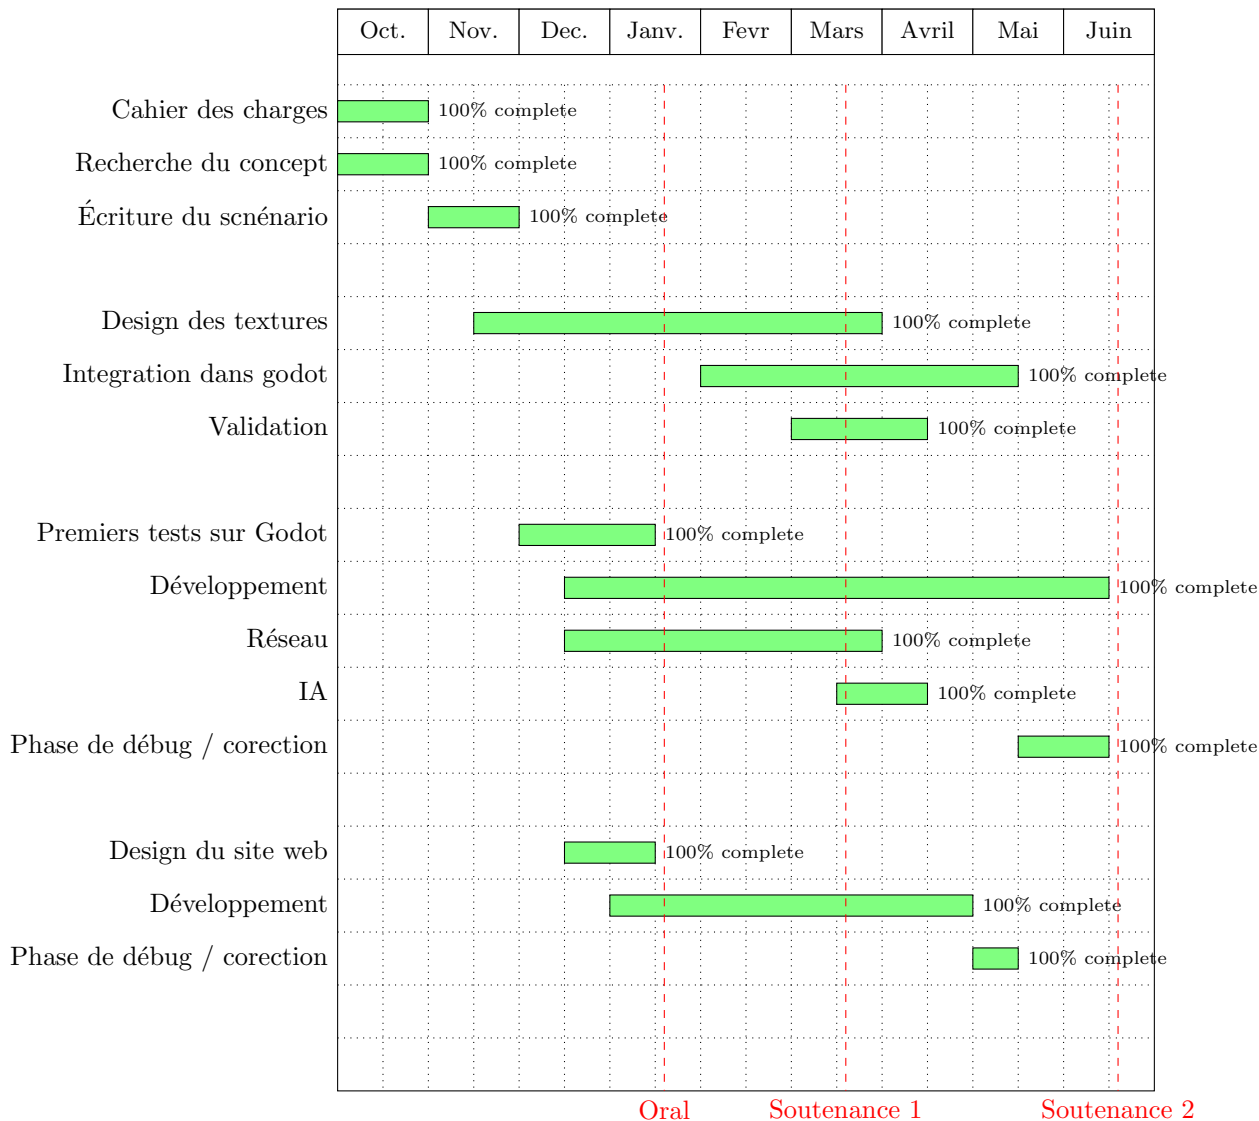 Oct. Nov. Dec. Janv. Fevr Mars Avril Mai Juin
Cahier des charges 100% complete
Recherche du concept 100% complete
Écriture du scnénario 100% complete
Design des textures 100% complete
Integration dans godot 100% complete
Validation 100% complete
Premiers tests sur Godot 100% complete
Développement 100% complete
Réseau 100% complete
IA 100% complete
Phase de débug / corection 100% complete
Design du site web 100% complete
Développement 100% complete
Phase de débug / corection 100% complete
Oral Soutenance 1 Soutenance 2